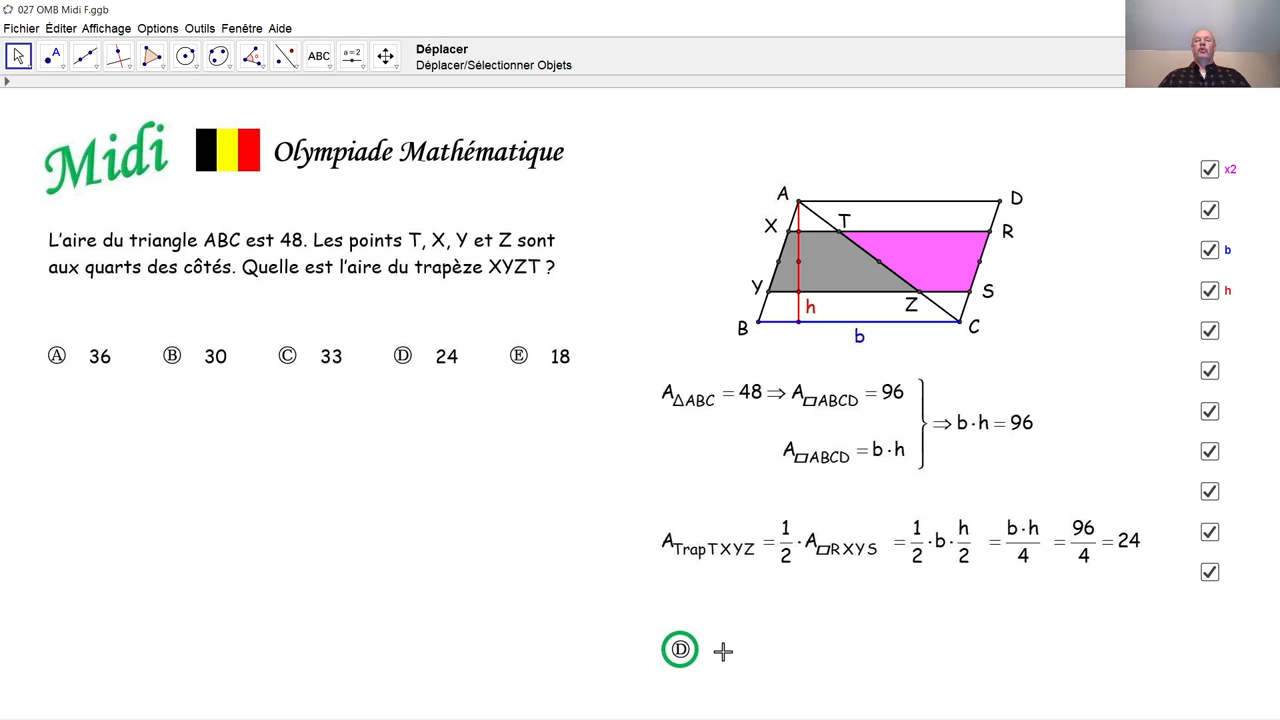 027 OMB Midi F.ggb
Fichier Éditer Affichage Options Outils Fenêtre Aide
A ABC a=2 Déplacer
Déplacer/Sélectionner Objets
Midi Olympiade Mathématique
L'aire du triangle ABC est 48. Les points T, X, Y et Z sont
aux quarts des côtés. Quelle est l'aire du trapèze XYZT ?
Ⓐ 36 Ⓑ 30 Ⓒ 33 Ⓓ 24 Ⓔ 18
A D
X T R
Y Z S
h
B C
b
x2
b
h
A△ABC = 48 ⇒ A▱ABCD = 96
A▱ABCD = b·h
⇒ b·h = 96
ATrapTXYZ = 1/2 · A▱RXYS = 1/2 · b · h/2 = b·h/4 = 96/4 = 24
Ⓓ